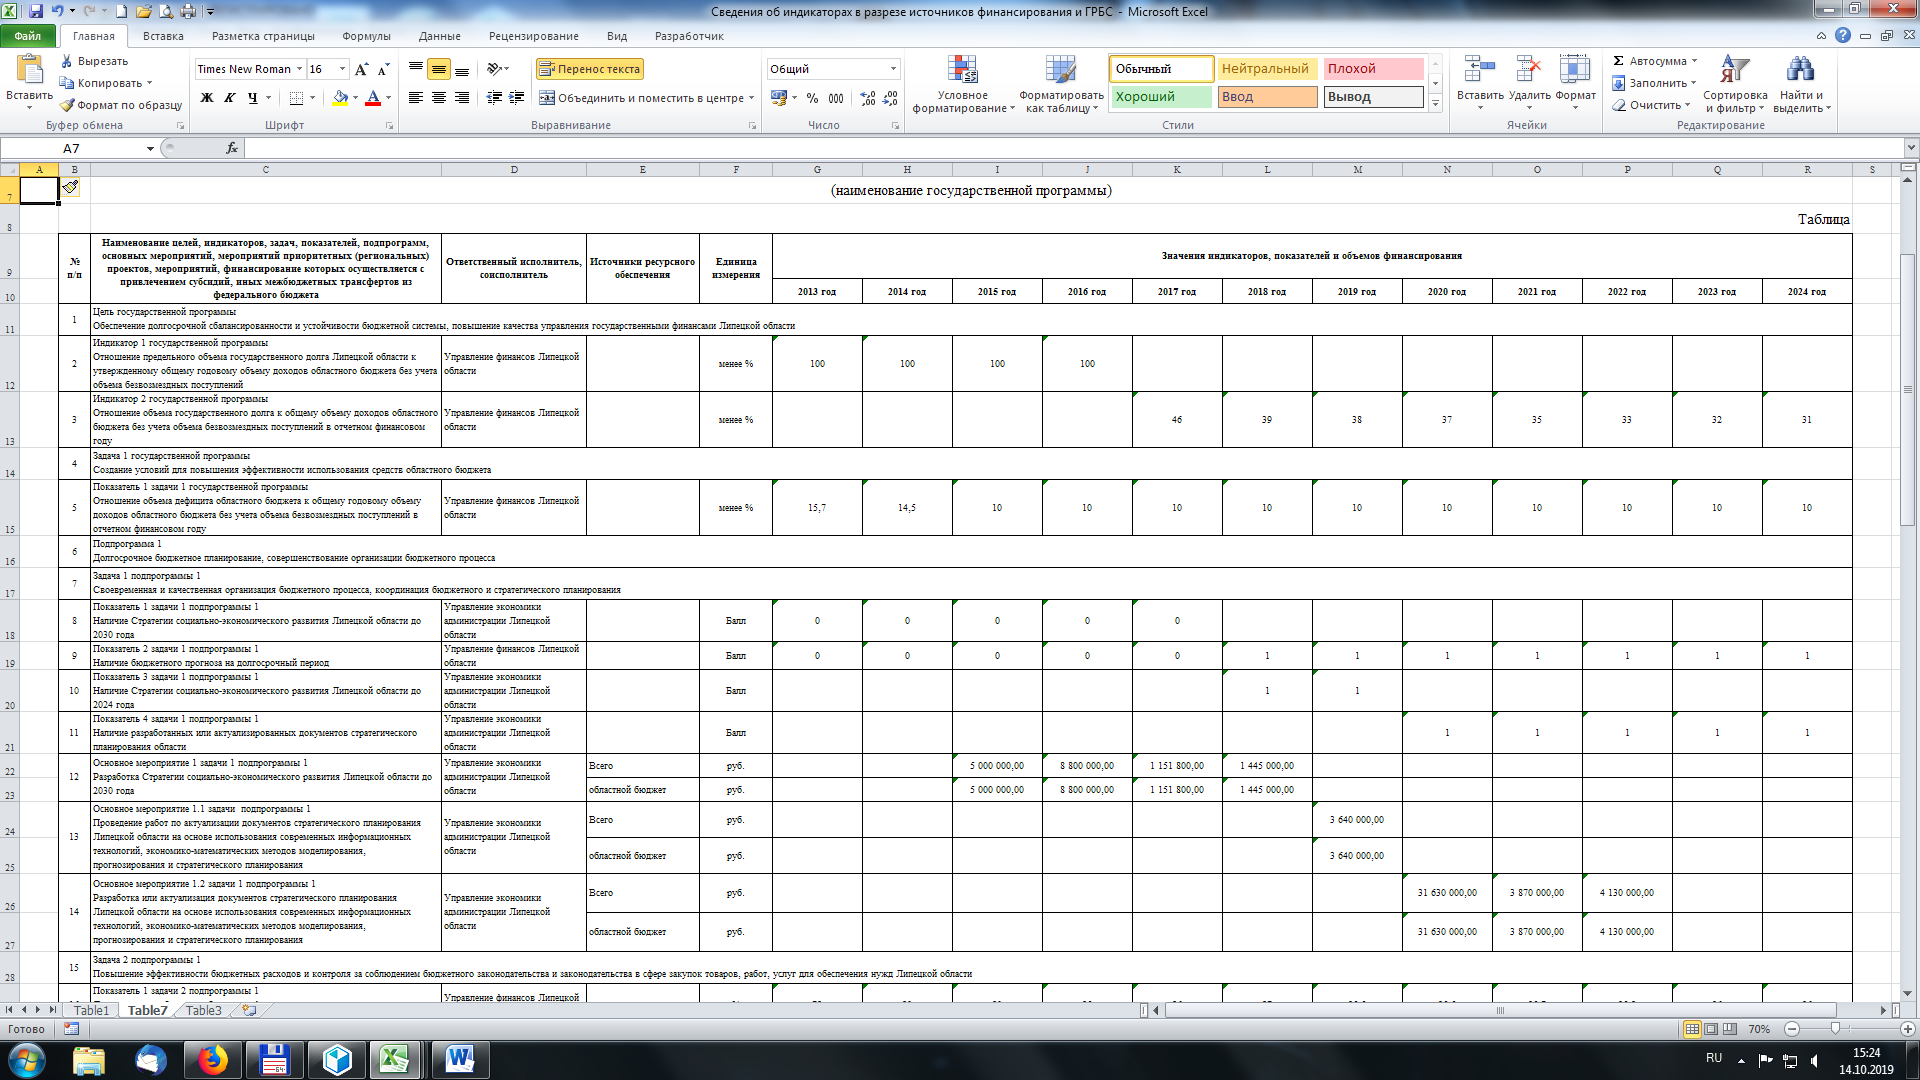 Сведения об индикаторах в разрезе источников финансирования и ГРБС - Microsoft Excel
Файл Главная Вставка Разметка страницы Формулы Данные Рецензирование Вид Разработчик
Вставить
Вырезать
Копировать
Формат по образцу
Буфер обмена
Times New Roman 16
Ж К Ч
Шрифт
Перенос текста
Объединить и поместить в центре
Выравнивание
Общий
% 000
Число
Условное форматирование
Форматировать как таблицу
Обычный Нейтральный Плохой
Хороший Ввод Вывод
Стили
Вставить Удалить Формат
Ячейки
Автосумма
Заполнить
Очистить
Сортировка и фильтр
Найти и выделить
Редактирование
A7
fx
A B C D E F G H I J K L M N O P Q R S
7 (наименование государственной программы)
8 Таблица
9
№ п/п
Наименование целей, индикаторов, задач, показателей, подпрограмм,
основных мероприятий, мероприятий приоритетных (региональных)
проектов, мероприятий, финансирование которых осуществляется с
привлечением субсидий, иных межбюджетных трансфертов из
федерального бюджета
Ответственный исполнитель,
соисполнитель
Источники ресурсного
обеспечения
Единица
измерения
Значения индикаторов, показателей и объемов финансирования
10 2013 год 2014 год 2015 год 2016 год 2017 год 2018 год 2019 год 2020 год 2021 год 2022 год 2023 год 2024 год
11 1 Цель государственной программы
Обеспечение долгосрочной сбалансированности и устойчивости бюджетной системы, повышение качества управления государственными финансами Липецкой области
12 2 Индикатор 1 государственной программы
Отношение предельного объема государственного долга Липецкой области к
утвержденному общему годовому объему доходов областного бюджета без учета
объема безвозмездных поступлений
Управление финансов Липецкой
области
менее % 100 100 100 100
13 3 Индикатор 2 государственной программы
Отношение объема государственного долга к общему объему доходов областного
бюджета без учета объема безвозмездных поступлений в отчетном финансовом
году
Управление финансов Липецкой
области
менее % 46 39 38 37 35 33 32 31
14 4 Задача 1 государственной программы
Создание условий для повышения эффективности использования средств областного бюджета
15 5 Показатель 1 задачи 1 государственной программы
Отношение объема дефицита областного бюджета к общему годовому объему
доходов областного бюджета без учета объема безвозмездных поступлений в
отчетном финансовом году
Управление финансов Липецкой
области
менее % 15,7 14,5 10 10 10 10 10 10 10 10 10 10
16 6 Подпрограмма 1
Долгосрочное бюджетное планирование, совершенствование организации бюджетного процесса
17 7 Задача 1 подпрограммы 1
Своевременная и качественная организация бюджетного процесса, координация бюджетного и стратегического планирования
18 8 Показатель 1 задачи 1 подпрограммы 1
Наличие Стратегии социально-экономического развития Липецкой области до
2030 года
Управление экономики
администрации Липецкой
области
Балл 0 0 0 0 0
19 9 Показатель 2 задачи 1 подпрограммы 1
Наличие бюджетного прогноза на долгосрочный период
Управление финансов Липецкой
области
Балл 0 0 0 0 0 1 1 1 1 1 1 1
20 10 Показатель 3 задачи 1 подпрограммы 1
Наличие Стратегии социально-экономического развития Липецкой области до
2024 года
Управление экономики
администрации Липецкой
области
Балл 1 1
21 11 Показатель 4 задачи 1 подпрограммы 1
Наличие разработанных или актуализированных документов стратегического
планирования области
Управление экономики
администрации Липецкой
области
Балл 1 1 1 1 1
22 12 Основное мероприятие 1 задачи 1 подпрограммы 1
Разработка Стратегии социально-экономического развития Липецкой области до
2030 года
Управление экономики
администрации Липецкой
области
Всего руб. 5 000 000,00 8 800 000,00 1 151 800,00 1 445 000,00
23 областной бюджет руб. 5 000 000,00 8 800 000,00 1 151 800,00 1 445 000,00
24 13 Основное мероприятие 1.1 задачи подпрограммы 1
Проведение работ по актуализации документов стратегического планирования
Липецкой области на основе использования современных информационных
технологий, экономико-математических методов моделирования,
прогнозирования и стратегического планирования
Управление экономики
администрации Липецкой
области
Всего руб. 3 640 000,00
25 областной бюджет руб. 3 640 000,00
26 14 Основное мероприятие 1.2 задачи 1 подпрограммы 1
Разработка или актуализация документов стратегического планирования
Липецкой области на основе использования современных информационных
технологий, экономико-математических методов моделирования,
прогнозирования и стратегического планирования
Управление экономики
администрации Липецкой
области
Всего руб. 31 630 000,00 3 870 000,00 4 130 000,00
27 областной бюджет руб. 31 630 000,00 3 870 000,00 4 130 000,00
28 15 Задача 2 подпрограммы 1
Повышение эффективности бюджетных расходов и контроля за соблюдением бюджетного законодательства и законодательства в сфере закупок товаров, работ, услуг для обеспечения нужд Липецкой области
Показатель 1 задачи 2 подпрограммы 1
Управление финансов Липецкой
Table1 Table7 Table3
Готово 70%
RU 15:24
14.10.2019